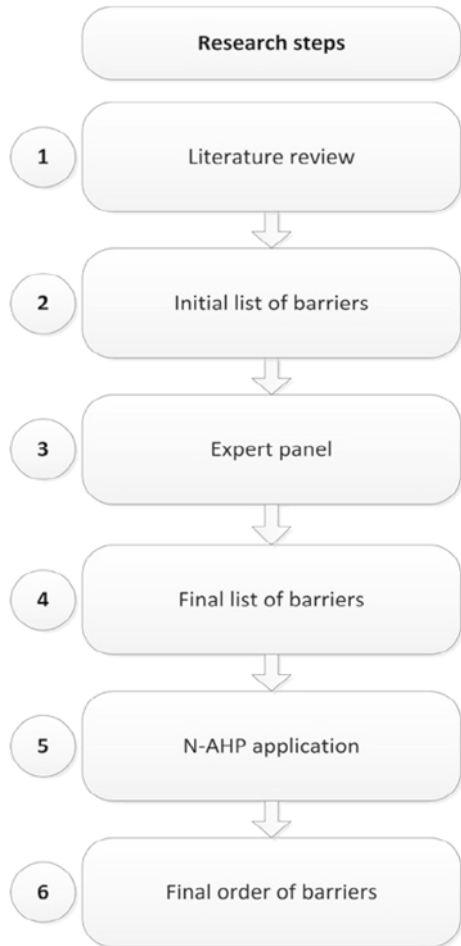 Research steps
1
Literature review
2
Initial list of barriers
3
Expert panel
4
Final list of barriers
5
N-AHP application
6
Final order of barriers